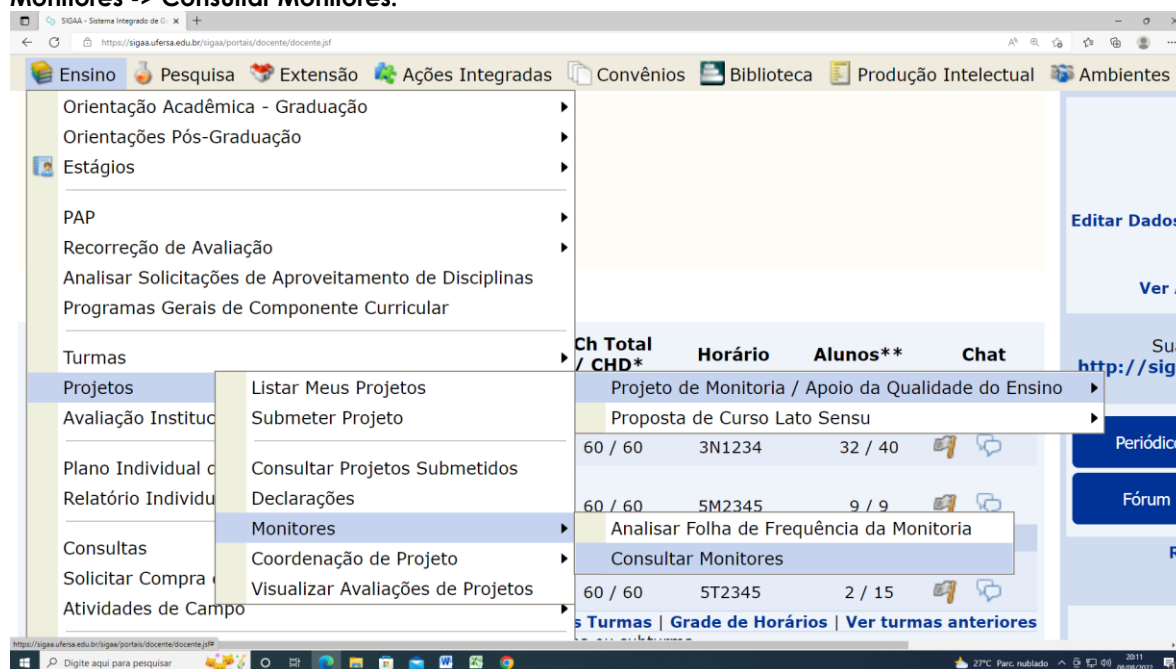 Monitores -> Consultar Monitores.
SIGAA - Sistema Integrado de G
https://sigaa.ufersa.edu.br/sigaa/portais/docente/docente.jsf
Ensino Pesquisa Extensão Ações Integradas Convênios Biblioteca Produção Intelectual Ambientes
Orientação Acadêmica - Graduação
Orientações Pós-Graduação
Estágios
PAP
Recorreção de Avaliação
Analisar Solicitações de Aproveitamento de Disciplinas
Programas Gerais de Componente Curricular
Editar Dados
Ver
Turmas
Ch Total
/ CHD* Horário Alunos** Chat
Su
http://sig
Projetos Listar Meus Projetos Projeto de Monitoria / Apoio da Qualidade do Ensino
Avaliação Instituc Submeter Projeto Proposta de Curso Lato Sensu
60 / 60 3N1234 32 / 40
Periódico
Plano Individual d Consultar Projetos Submetidos
Relatório Individu Declarações 60 / 60 5M2345 9 / 9
Fórum
Monitores Analisar Folha de Frequência da Monitoria
Consultas Coordenação de Projeto Consultar Monitores
Solicitar Compra Visualizar Avaliações de Projetos 60 / 60 5T2345 2 / 15
Atividades de Campo
s Turmas | Grade de Horários | Ver turmas anteriores
https://sigaa.ufersa.edu.br/sigaa/portais/docente/docente.jsf#
Digite aqui para pesquisar 27°C Parc. nublado 20:11
08/08/2022